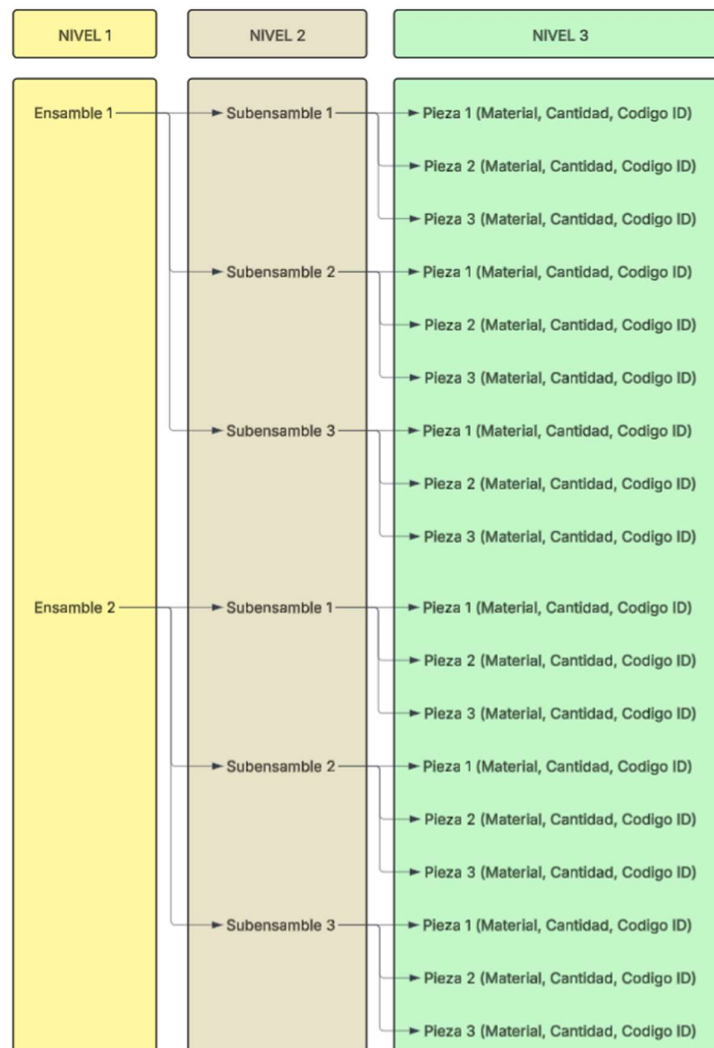 NIVEL 1 NIVEL 2 NIVEL 3
Ensamble 1 Subensamble 1 Pieza 1 (Material, Cantidad, Codigo ID)
Pieza 2 (Material, Cantidad, Codigo ID)
Pieza 3 (Material, Cantidad, Codigo ID)
Subensamble 2 Pieza 1 (Material, Cantidad, Codigo ID)
Pieza 2 (Material, Cantidad, Codigo ID)
Pieza 3 (Material, Cantidad, Codigo ID)
Subensamble 3 Pieza 1 (Material, Cantidad, Codigo ID)
Pieza 2 (Material, Cantidad, Codigo ID)
Pieza 3 (Material, Cantidad, Codigo ID)
Ensamble 2 Subensamble 1 Pieza 1 (Material, Cantidad, Codigo ID)
Pieza 2 (Material, Cantidad, Codigo ID)
Pieza 3 (Material, Cantidad, Codigo ID)
Subensamble 2 Pieza 1 (Material, Cantidad, Codigo ID)
Pieza 2 (Material, Cantidad, Codigo ID)
Pieza 3 (Material, Cantidad, Codigo ID)
Subensamble 3 Pieza 1 (Material, Cantidad, Codigo ID)
Pieza 2 (Material, Cantidad, Codigo ID)
Pieza 3 (Material, Cantidad, Codigo ID)